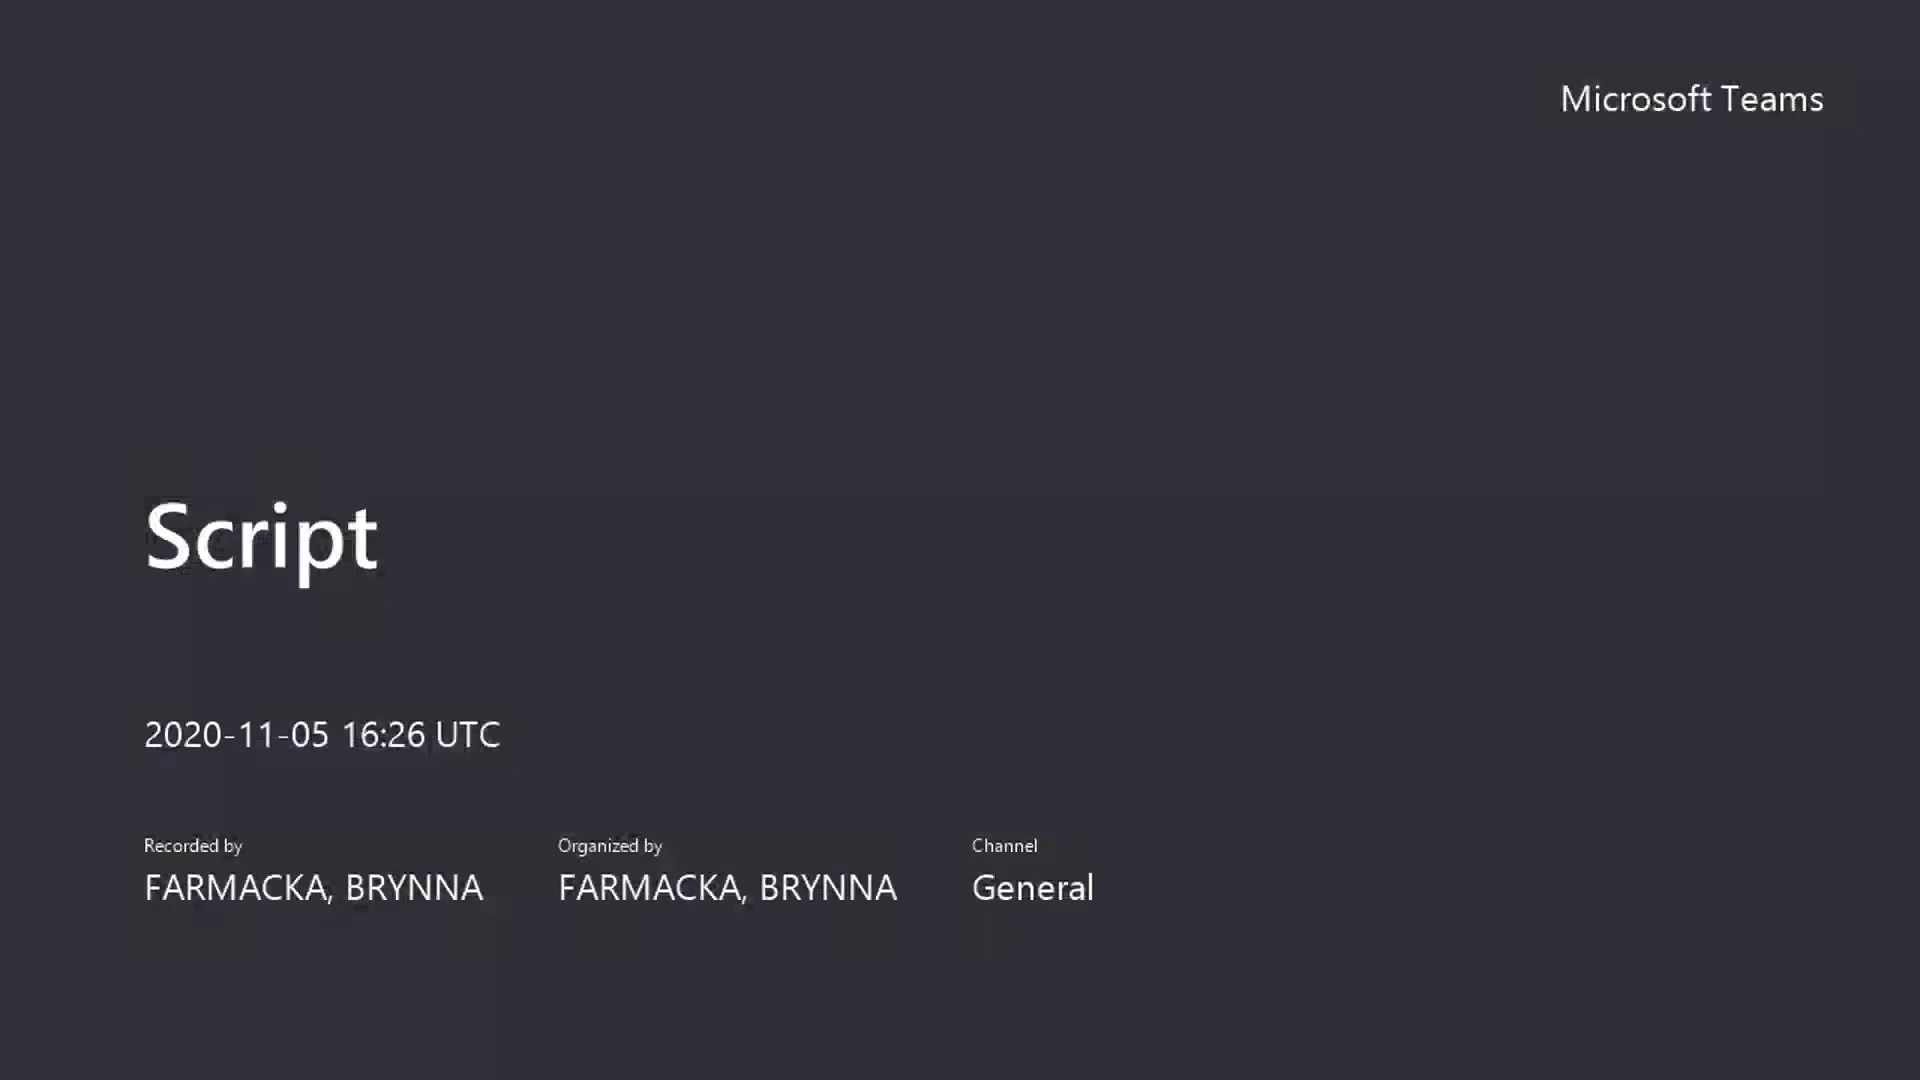 Microsoft Teams
Script
2020-11-05 16:26 UTC
Recorded by
FARMACKA, BRYNNA
Organized by
FARMACKA, BRYNNA
Channel
General